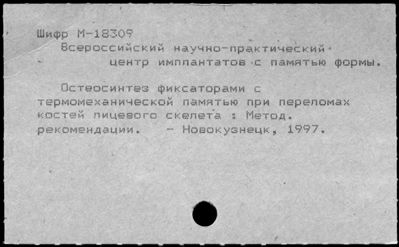 Шифр М-18309
Всероссийский научно-практический
центр имплантатов с памятью формы.
Остеосинтез фиксаторами с
термомеханической памятью при переломах
костей лицевого скелета : Метод.
рекомендации. - Новокузнецк, 1997.